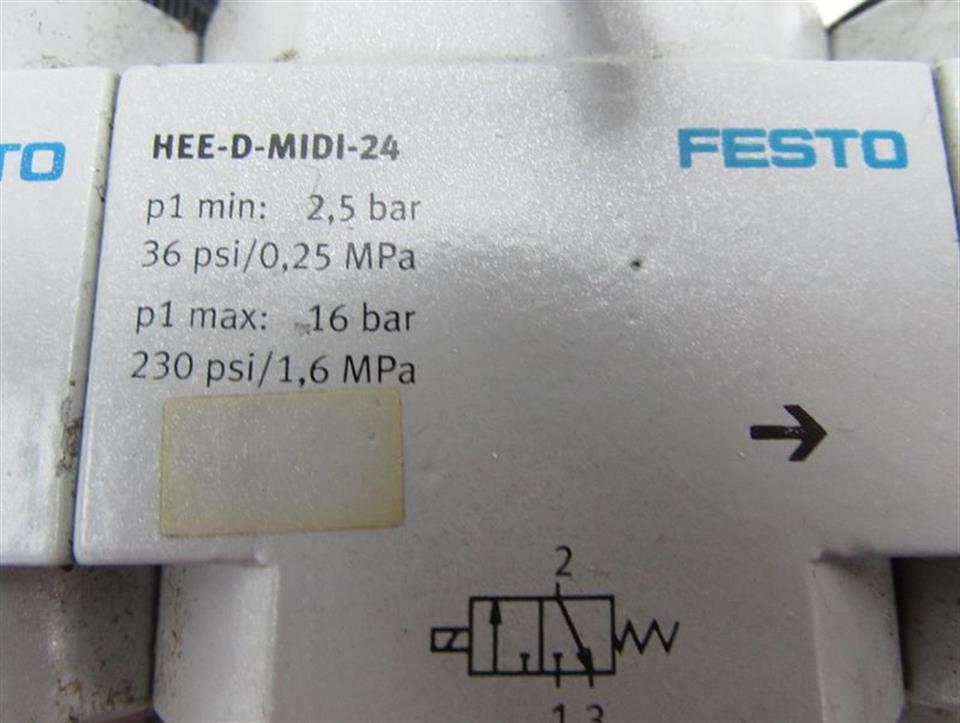 TO
HEE-D-MIDI-24
FESTO
p1 min: 2,5 bar
36 psi/0,25 MPa
p1 max: 16 bar
230 psi/1,6 MPa
2
1 3